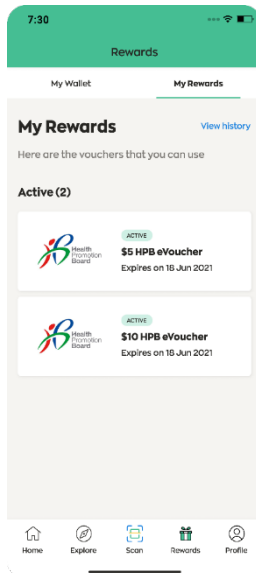 7:30
Rewards
My Wallet
My Rewards
My Rewards
View history
Here are the vouchers that you can use
Active (2)
Health
Promotion
Board
ACTIVE
$5 HPB eVoucher
Expires on 18 Jun 2021
Health
Promotion
Board
ACTIVE
$10 HPB eVoucher
Expires on 18 Jun 2021
Home
Explore
Scan
Rewards
Profile